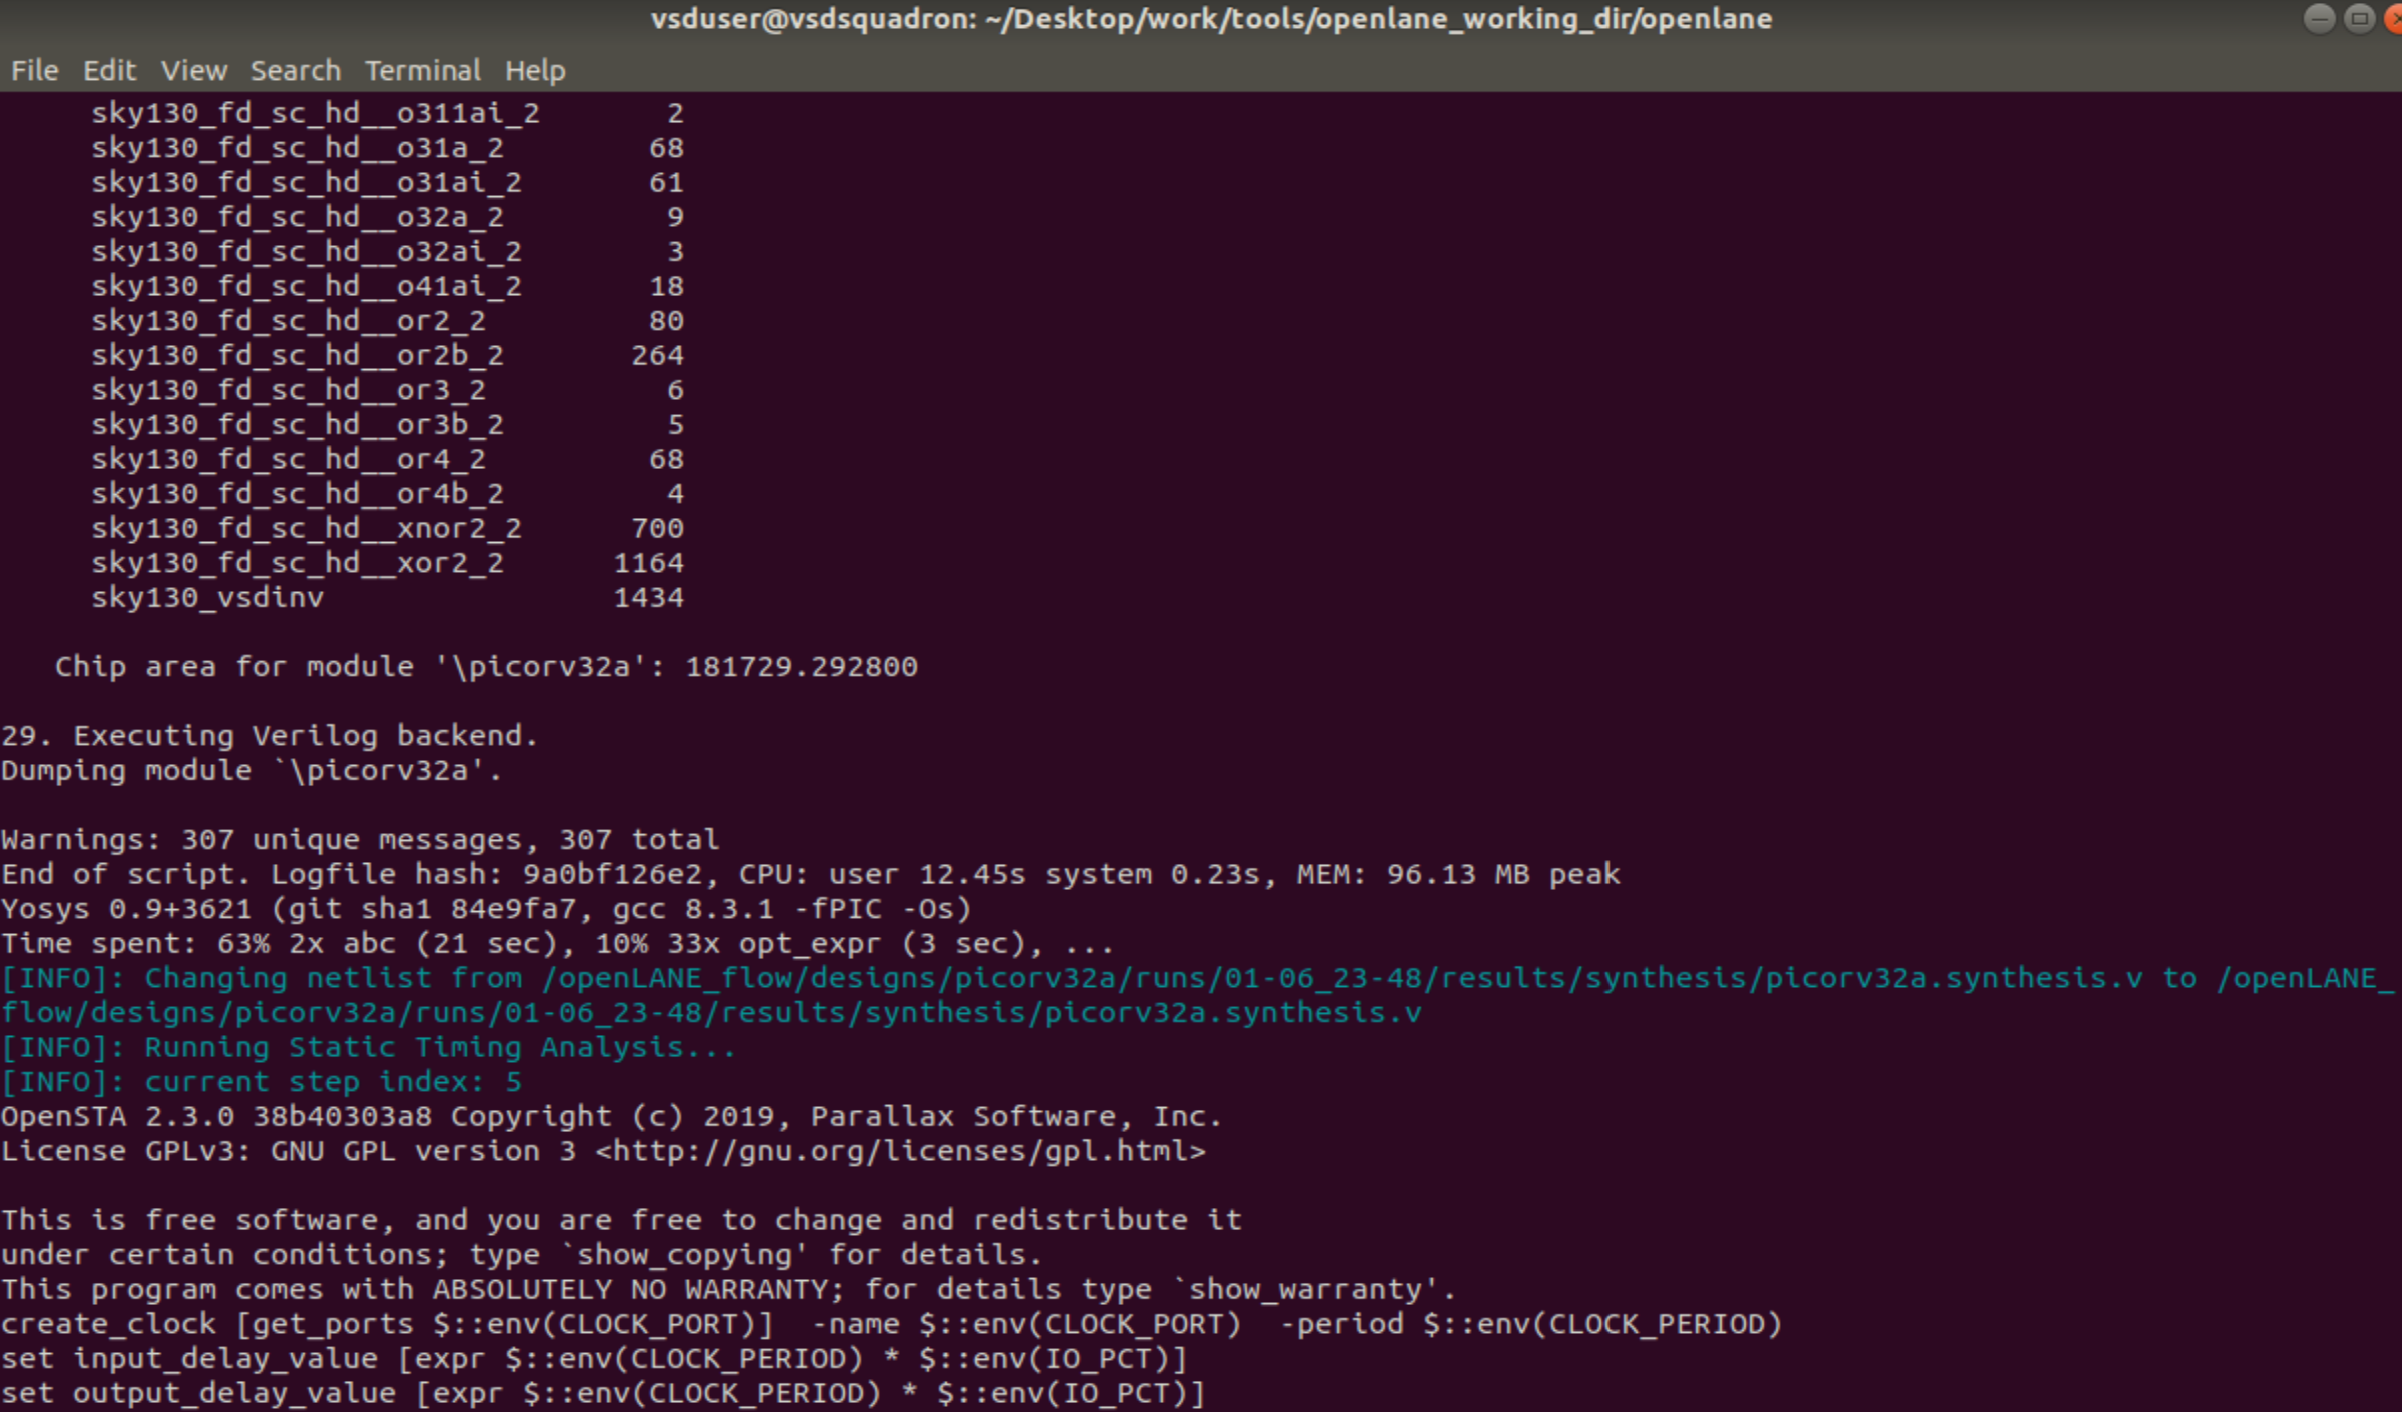 vsduser@vsdsquadron: ~/Desktop/work/tools/openlane_working_dir/openlane
File Edit View Search Terminal Help
sky130_fd_sc_hd__o311ai_2 2
sky130_fd_sc_hd__o31a_2 68
sky130_fd_sc_hd__o31ai_2 61
sky130_fd_sc_hd__o32a_2 9
sky130_fd_sc_hd__o32ai_2 3
sky130_fd_sc_hd__o41ai_2 18
sky130_fd_sc_hd__or2_2 80
sky130_fd_sc_hd__or2b_2 264
sky130_fd_sc_hd__or3_2 6
sky130_fd_sc_hd__or3b_2 5
sky130_fd_sc_hd__or4_2 68
sky130_fd_sc_hd__or4b_2 4
sky130_fd_sc_hd__xnor2_2 700
sky130_fd_sc_hd__xor2_2 1164
sky130_vsdinv 1434
Chip area for module '\picorv32a': 181729.292800
29. Executing Verilog backend.
Dumping module `\picorv32a'.
Warnings: 307 unique messages, 307 total
End of script. Logfile hash: 9a0bf126e2, CPU: user 12.45s system 0.23s, MEM: 96.13 MB peak
Yosys 0.9+3621 (git sha1 84e9fa7, gcc 8.3.1 -fPIC -Os)
Time spent: 63% 2x abc (21 sec), 10% 33x opt_expr (3 sec), ...
[INFO]: Changing netlist from /openLANE_flow/designs/picorv32a/runs/01-06_23-48/results/synthesis/picorv32a.synthesis.v to /openLANE_
flow/designs/picorv32a/runs/01-06_23-48/results/synthesis/picorv32a.synthesis.v
[INFO]: Running Static Timing Analysis...
[INFO]: current step index: 5
OpenSTA 2.3.0 38b40303a8 Copyright (c) 2019, Parallax Software, Inc.
License GPLv3: GNU GPL version 3 <http://gnu.org/licenses/gpl.html>
This is free software, and you are free to change and redistribute it
under certain conditions; type `show_copying' for details.
This program comes with ABSOLUTELY NO WARRANTY; for details type `show_warranty'.
create_clock [get_ports $::env(CLOCK_PORT)]  -name $::env(CLOCK_PORT)  -period $::env(CLOCK_PERIOD)
set input_delay_value [expr $::env(CLOCK_PERIOD) * $::env(IO_PCT)]
set output_delay_value [expr $::env(CLOCK_PERIOD) * $::env(IO_PCT)]